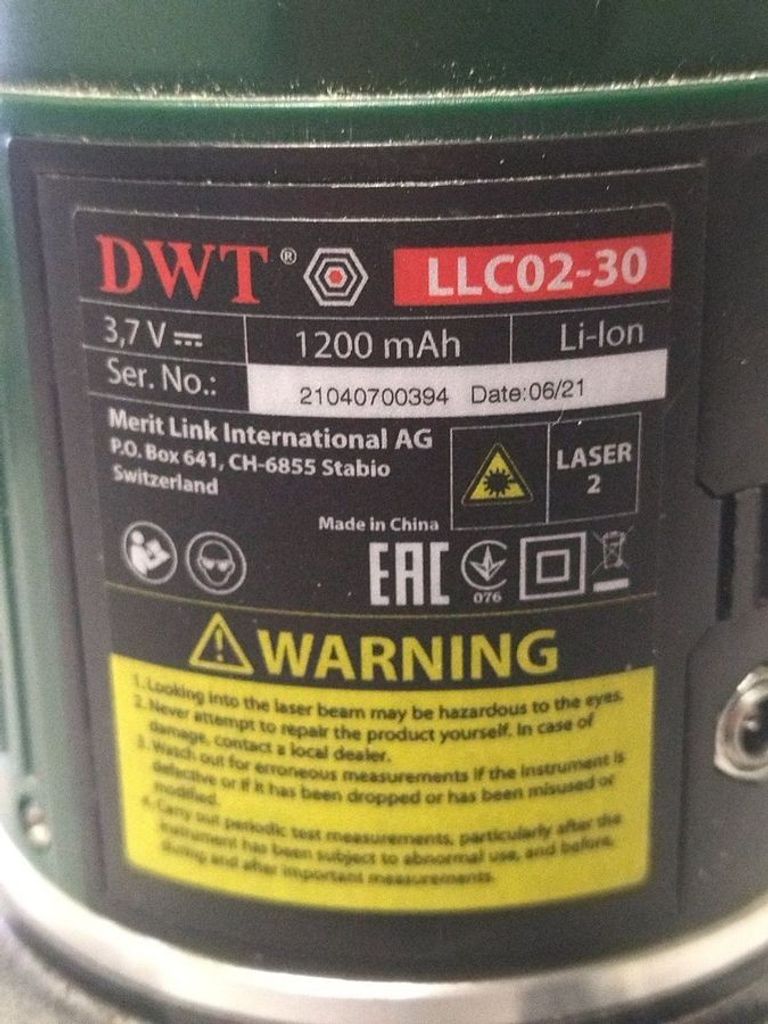 DWT® LLC02-30
3,7 V 1200 mAh Li-Ion
Ser. No.: 21040700394 Date:06/21
Merit Link International AG
P.O. Box 641, CH-6855 Stabio
Switzerland
LASER
2
Made in China
EAC
076
WARNING
1. Looking into the laser beam may be hazardous to the eyes.
2. Never attempt to repair the product yourself. In case of
damage, contact a local dealer.
3. Watch out for erroneous measurements if the instrument is
defective or if it has been dropped or has been misused or
modified.
4. Carry out periodic test measurements, particularly after the
instrument has been subject to abnormal use, and before,
during and after important measurements.